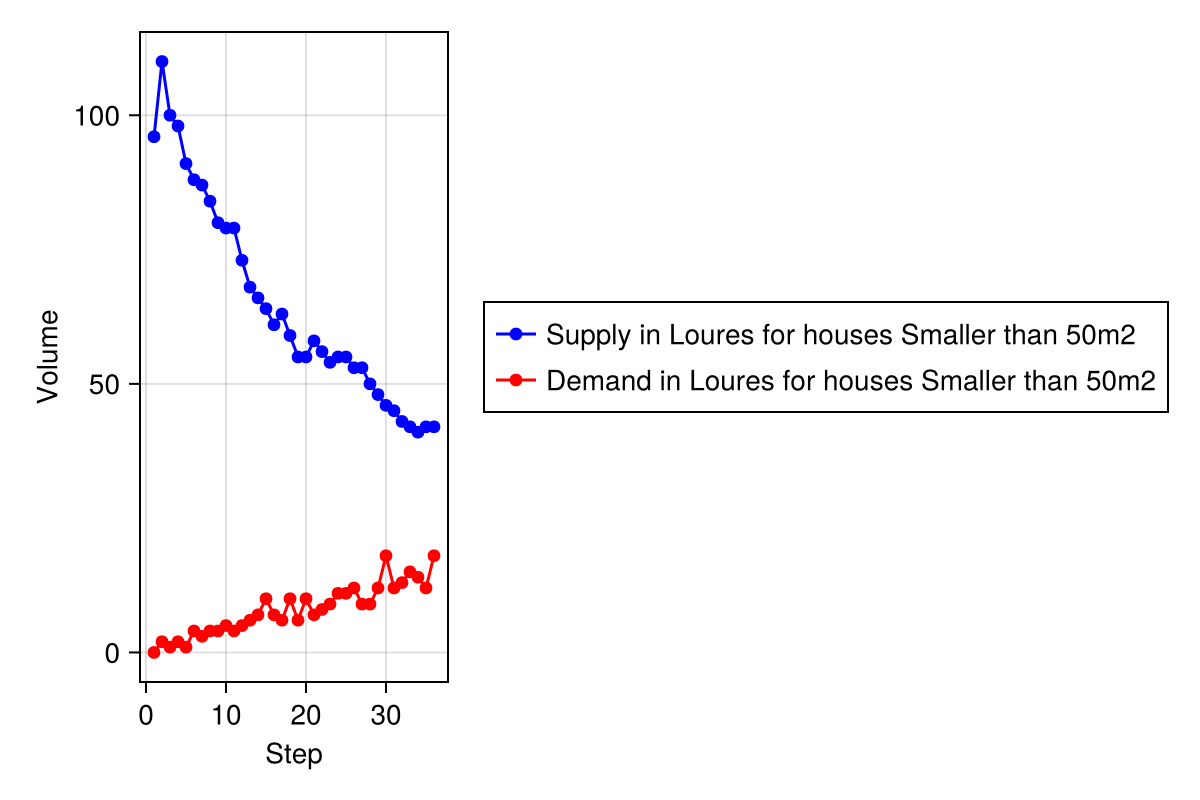 Volume
100
50
0
0 10 20 30
Step
Supply in Loures for houses Smaller than 50m2
Demand in Loures for houses Smaller than 50m2